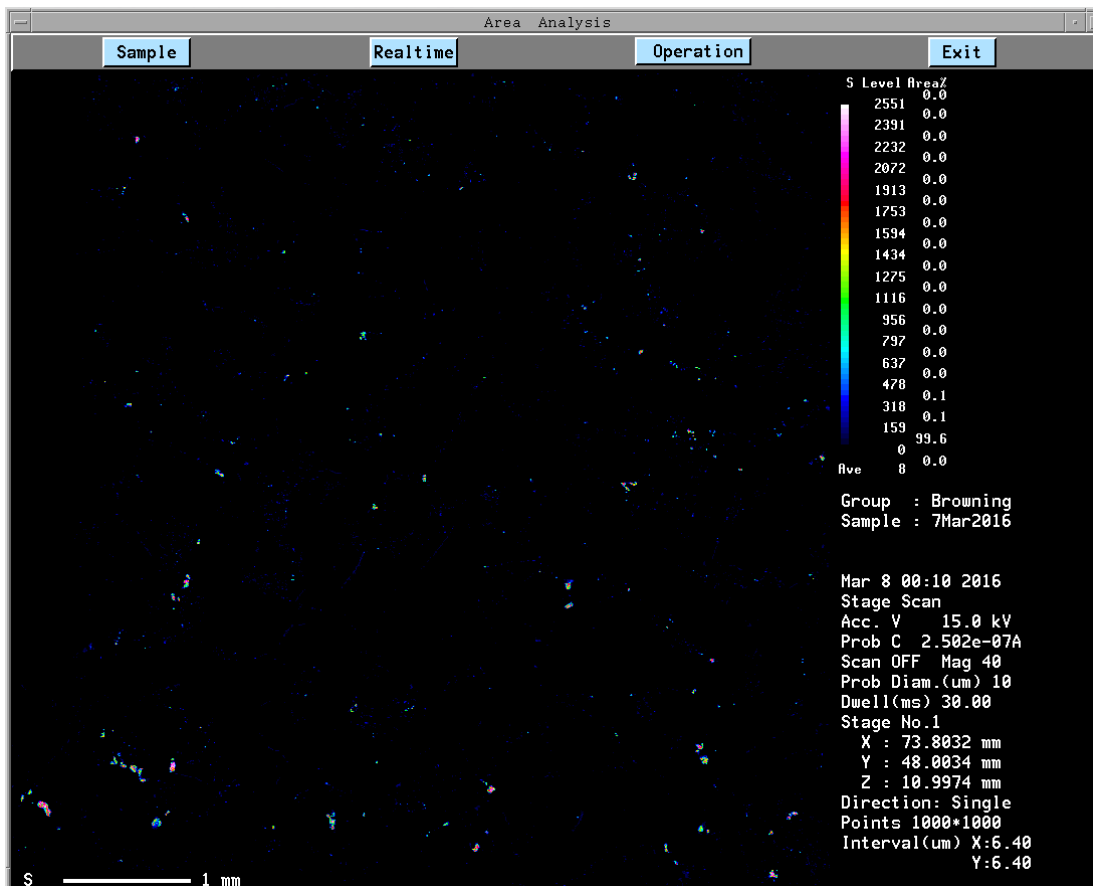 Area Analysis
Sample Realtime Operation Exit
S Level Area%
0.0
2551
0.0
2391
0.0
2232
0.0
2072
0.0
1913
0.0
1753
0.0
1594
0.0
1434
0.0
1275
0.0
1116
0.0
956
0.0
797
0.0
637
0.0
478
0.1
318
0.1
159
99.6
0
0.0
Ave 8
Group : Browning
Sample : 7Mar2016
Mar 8 00:10 2016
Stage Scan
Acc. V 15.0 kV
Prob C 2.502e-07A
Scan OFF Mag 40
Prob Diam.(um) 10
Dwell(ms) 30.00
Stage No.1
X : 73.8032 mm
Y : 48.0034 mm
Z : 10.9974 mm
Direction: Single
Points 1000*1000
Interval(um) X:6.40
Y:6.40
S 1 mm